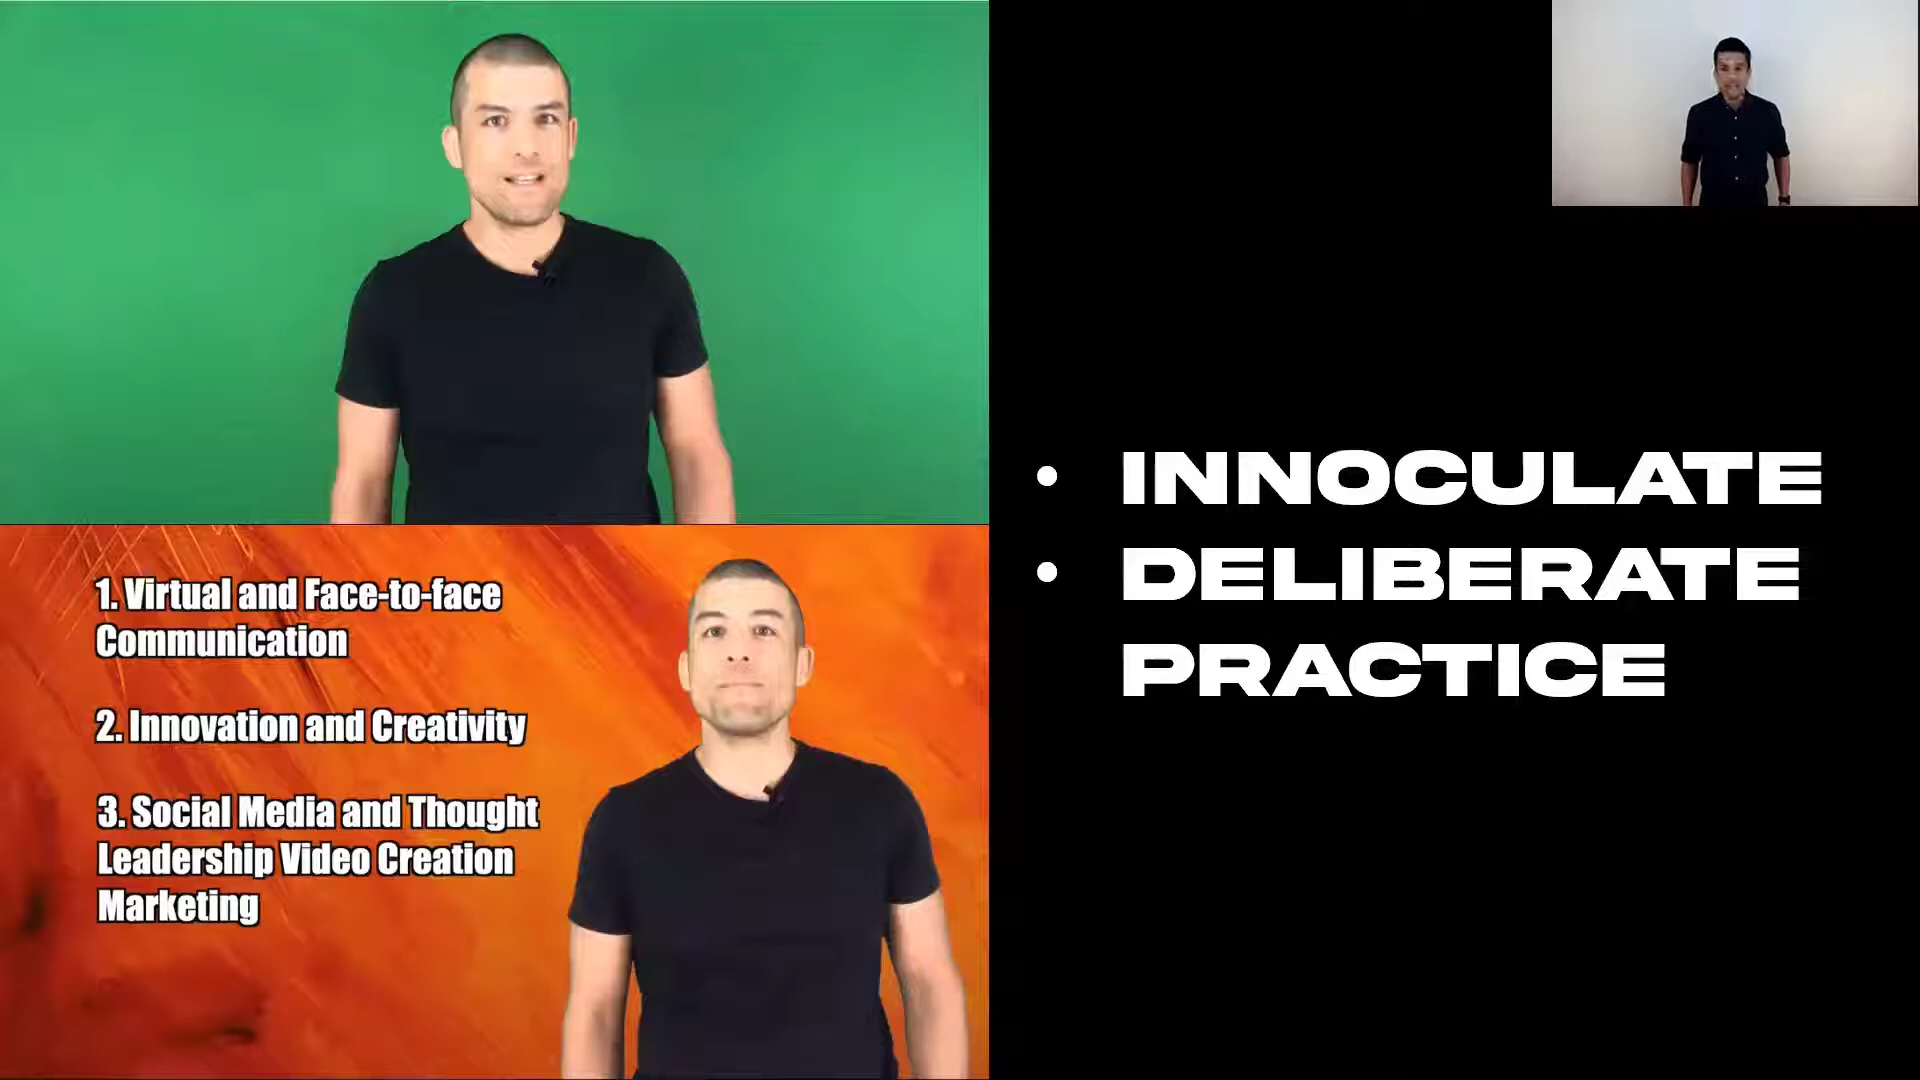 1. Virtual and Face-to-face
Communication
2. Innovation and Creativity
3. Social Media and Thought
Leadership Video Creation
Marketing
• INNOCULATE
• DELIBERATE
PRACTICE